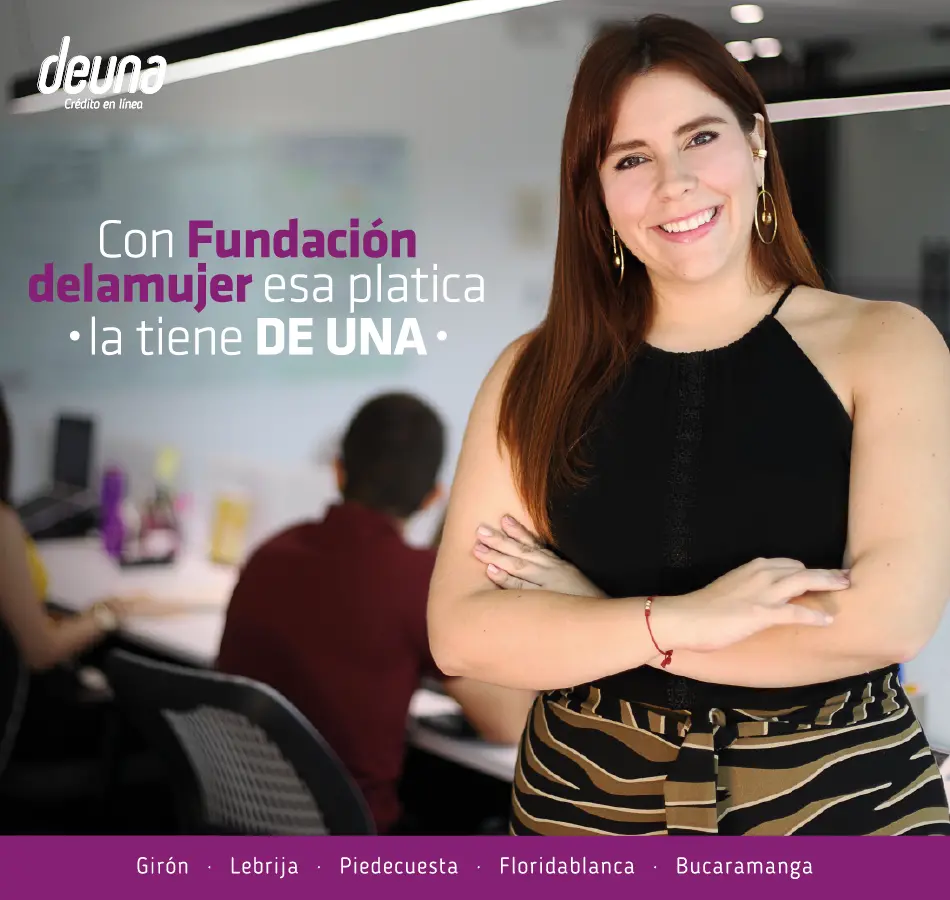 deuna
Crédito en línea
Con Fundación
delamujer esa platica
• la tiene DE UNA •
Girón · Lebrija · Piedecuesta · Floridablanca · Bucaramanga